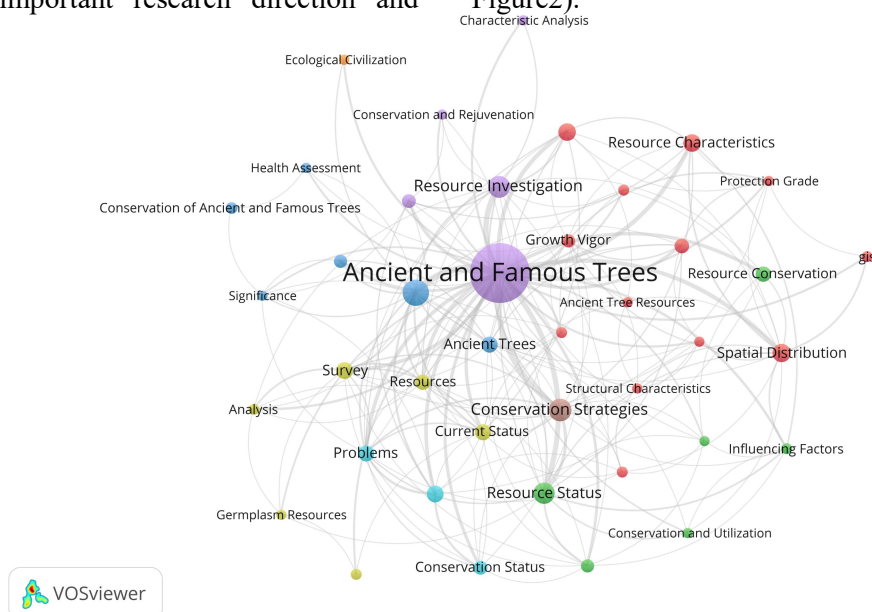 important research direction and Figure2).
Characteristic Analysis
Ecological Civilization
Conservation and Rejuvenation
Resource Characteristics
Health Assessment
Protection Grade
Resource Investigation
Conservation of Ancient and Famous Trees
Growth Vigor
gis
Ancient and Famous Trees
Resource Conservation
Significance
Ancient Tree Resources
Ancient Trees
Spatial Distribution
Survey
Resources
Structural Characteristics
Analysis
Conservation Strategies
Current Status
Influencing Factors
Problems
Resource Status
Germplasm Resources
Conservation and Utilization
Conservation Status
VOSviewer